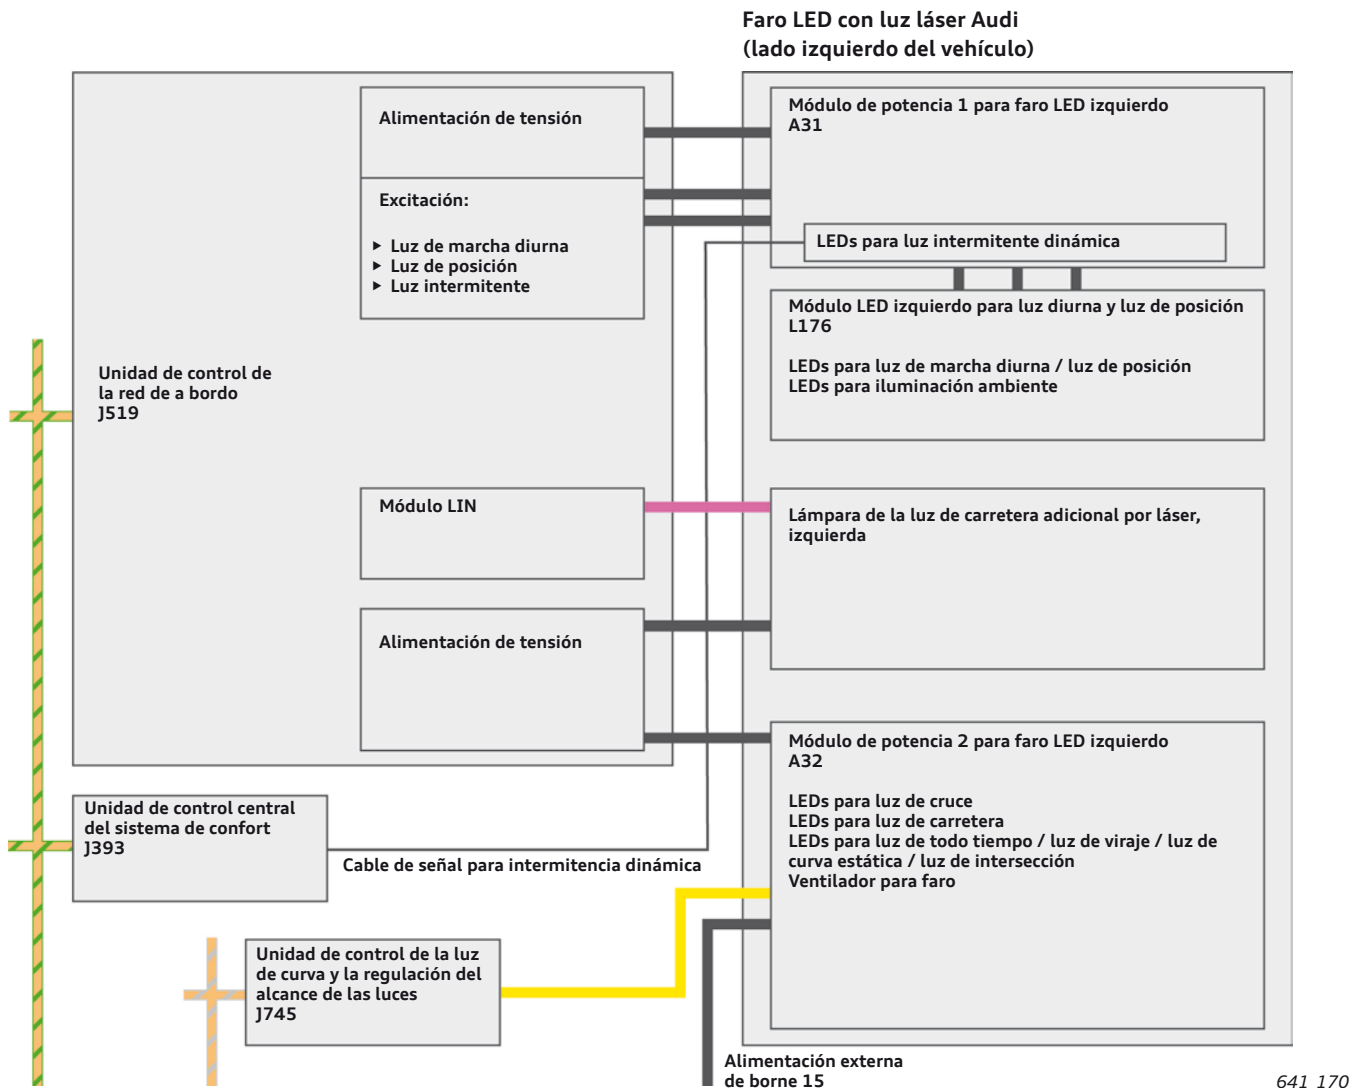 Faro LED con luz láser Audi
(lado izquierdo del vehículo)
Alimentación de tensión
Excitación:
▸ Luz de marcha diurna
▸ Luz de posición
▸ Luz intermitente
Unidad de control de
la red de a bordo
J519
Módulo LIN
Alimentación de tensión
Módulo de potencia 1 para faro LED izquierdo
A31
LEDs para luz intermitente dinámica
Módulo LED izquierdo para luz diurna y luz de posición
L176
LEDs para luz de marcha diurna / luz de posición
LEDs para iluminación ambiente
Lámpara de la luz de carretera adicional por láser,
izquierda
Módulo de potencia 2 para faro LED izquierdo
A32
LEDs para luz de cruce
LEDs para luz de carretera
LEDs para luz de todo tiempo / luz de viraje / luz de
curva estática / luz de intersección
Ventilador para faro
Unidad de control central
del sistema de confort
J393
Cable de señal para intermitencia dinámica
Unidad de control de la luz
de curva y la regulación del
alcance de las luces
J745
Alimentación externa
de borne 15
641_170